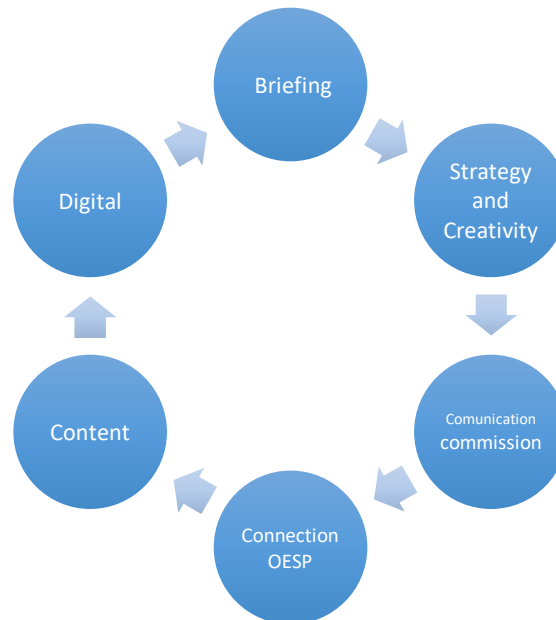 Briefing
Strategy
and
Creativity
Comunication
commission
Connection
OESP
Content
Digital